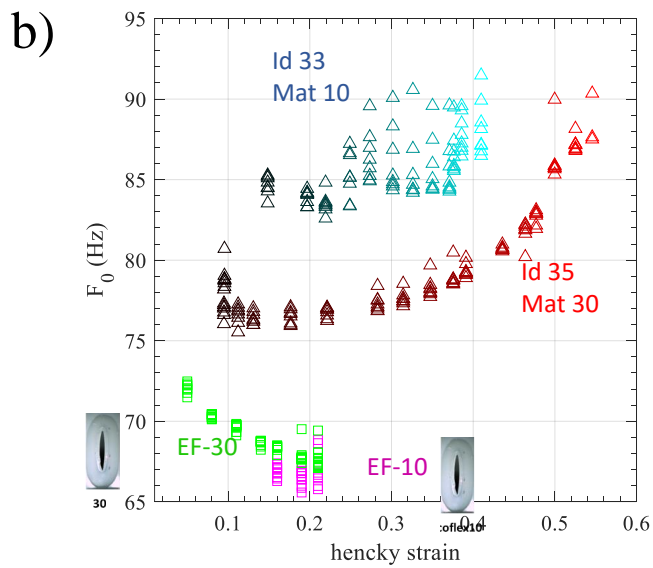 b)
95
90
85
80
75
70
65
F0 (Hz)
Id 33
Mat 10
Id 35
Mat 30
EF-30
EF-10
30
:oflex10
0.1
0.2
0.3
0.4
0.5
0.6
hencky strain